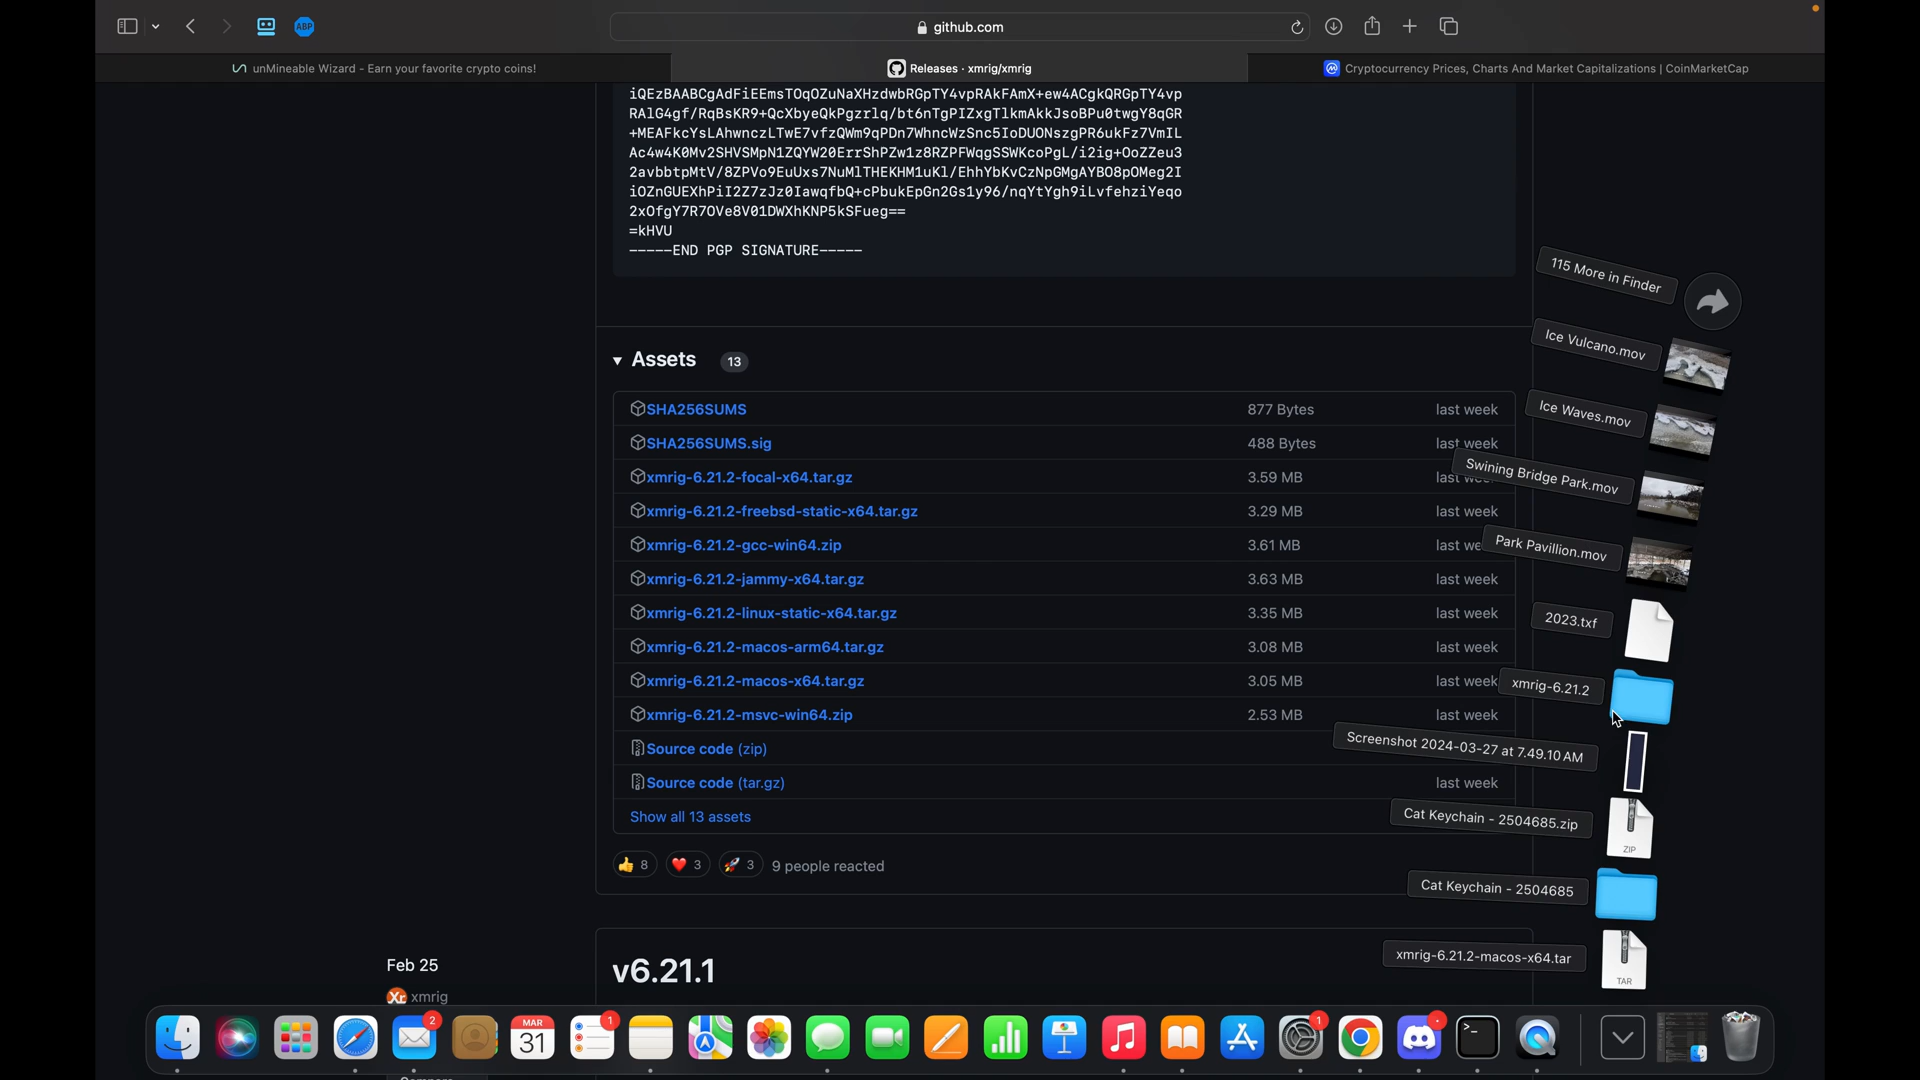 ABP
github.com
unMineable Wizard - Earn your favorite crypto coins!
Releases · xmrig/xmrig
Cryptocurrency Prices, Charts And Market Capitalizations | CoinMarketCap
iQEzBAABCgAdFiEEmsTOqOZuNaXHzdwbRGpTY4vpRAkFAmX+ew4ACgkQRGpTY4vp
RAlG4gf/RqBsKR9+QcXbyeQkPgzrlq/bt6nTgPIZxgTlkmAkkJsoBPu0twgY8qGR
+MEAFkcYsLAhwnczLTwE7vfzQWm9qPDn7WhncWzSnc5IoDUONszgPR6ukFz7VmIL
Ac4w4K0Mv2SHVSMpN1ZQYW20ErrShPZw1z8RZPFWqgSSWKcoPgL/i2ig+OoZZeu3
2avbbtpMtV/8ZPVo9EuUxs7NuMlTHEKHM1uKl/EhhYbKvCzNpGMgAYBO8pOMeg2I
iOZnGUEXhPiI2Z7zJz0IawqfbQ+cPbukEpGn2Gs1y96/nqYtYgh9iLvfehziYeqo
2xOfgY7R7OVe8V01DWXhKNP5kSFueg==
=kHVU
-----END PGP SIGNATURE-----
Assets 13
SHA256SUMS 877 Bytes last week
SHA256SUMS.sig 488 Bytes last week
xmrig-6.21.2-focal-x64.tar.gz 3.59 MB last
xmrig-6.21.2-freebsd-static-x64.tar.gz 3.29 MB last week
xmrig-6.21.2-gcc-win64.zip 3.61 MB last
xmrig-6.21.2-jammy-x64.tar.gz 3.63 MB last week
xmrig-6.21.2-linux-static-x64.tar.gz 3.35 MB last week
xmrig-6.21.2-macos-arm64.tar.gz 3.08 MB last week
xmrig-6.21.2-macos-x64.tar.gz 3.05 MB last week
xmrig-6.21.2-msvc-win64.zip 2.53 MB last week
Source code (zip)
Source code (tar.gz) last week
Show all 13 assets
8 3 3 9 people reacted
Feb 25
xmrig
v6.21.1
115 More in Finder
Ice Vulcano.mov
Ice Waves.mov
Swining Bridge Park.mov
Park Pavillion.mov
2023.txf
xmrig-6.21.2
Screenshot 2024-03-27 at 7.49.10 AM
Cat Keychain - 2504685.zip
ZIP
Cat Keychain - 2504685
xmrig-6.21.2-macos-x64.tar
TAR
2
MAR
31
1
1